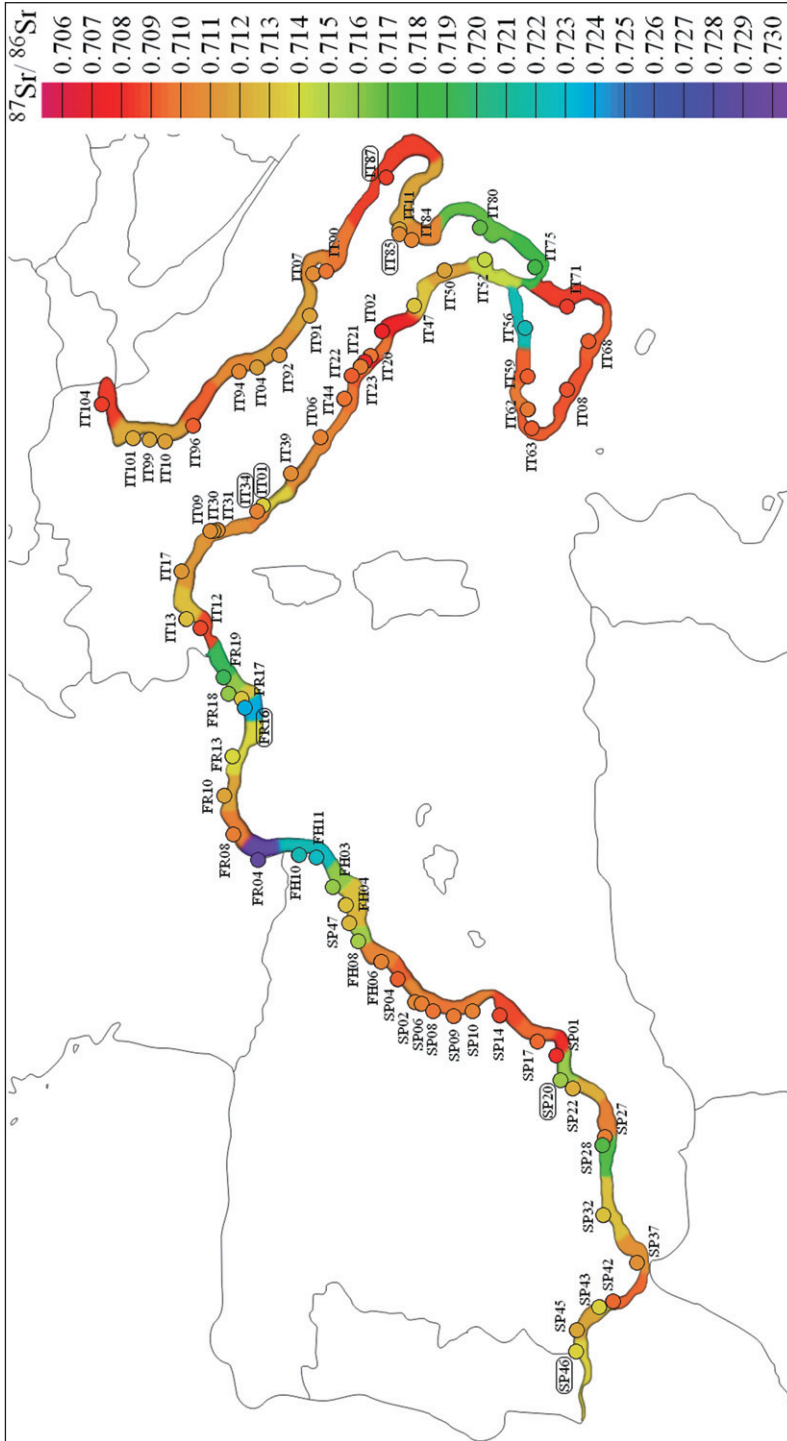 ⁸⁷Sr/ ⁸⁶Sr
0.706
0.707
0.708
0.709
0.710
0.711
0.712
0.713
0.714
0.715
0.716
0.717
0.718
0.719
0.720
0.721
0.722
0.723
0.724
0.725
0.726
0.727
0.728
0.729
0.730
SP46
SP45
SP43
SP42
SP37
SP32
SP28
SP27
SP22
SP20
SP01
SP17
SP14
SP10
SP09
SP08
SP06
SP02
SP04
FH06
FH08
SP47
FH04
FH03
FH11
FH10
FR04
FR08
FR10
FR13
FR16
FR17
FR18
FR19
IT12
IT13
IT17
IT09
IT30
IT31
IT34
IT01
IT39
IT06
IT44
IT22
IT23
IT21
IT20
IT02
IT47
IT50
IT52
IT56
IT59
IT62
IT63
IT08
IT68
IT71
IT75
IT80
IT84
IT85
IT11
IT87
IT90
IT07
IT91
IT92
IT04
IT94
IT96
IT10
IT99
IT101
IT104